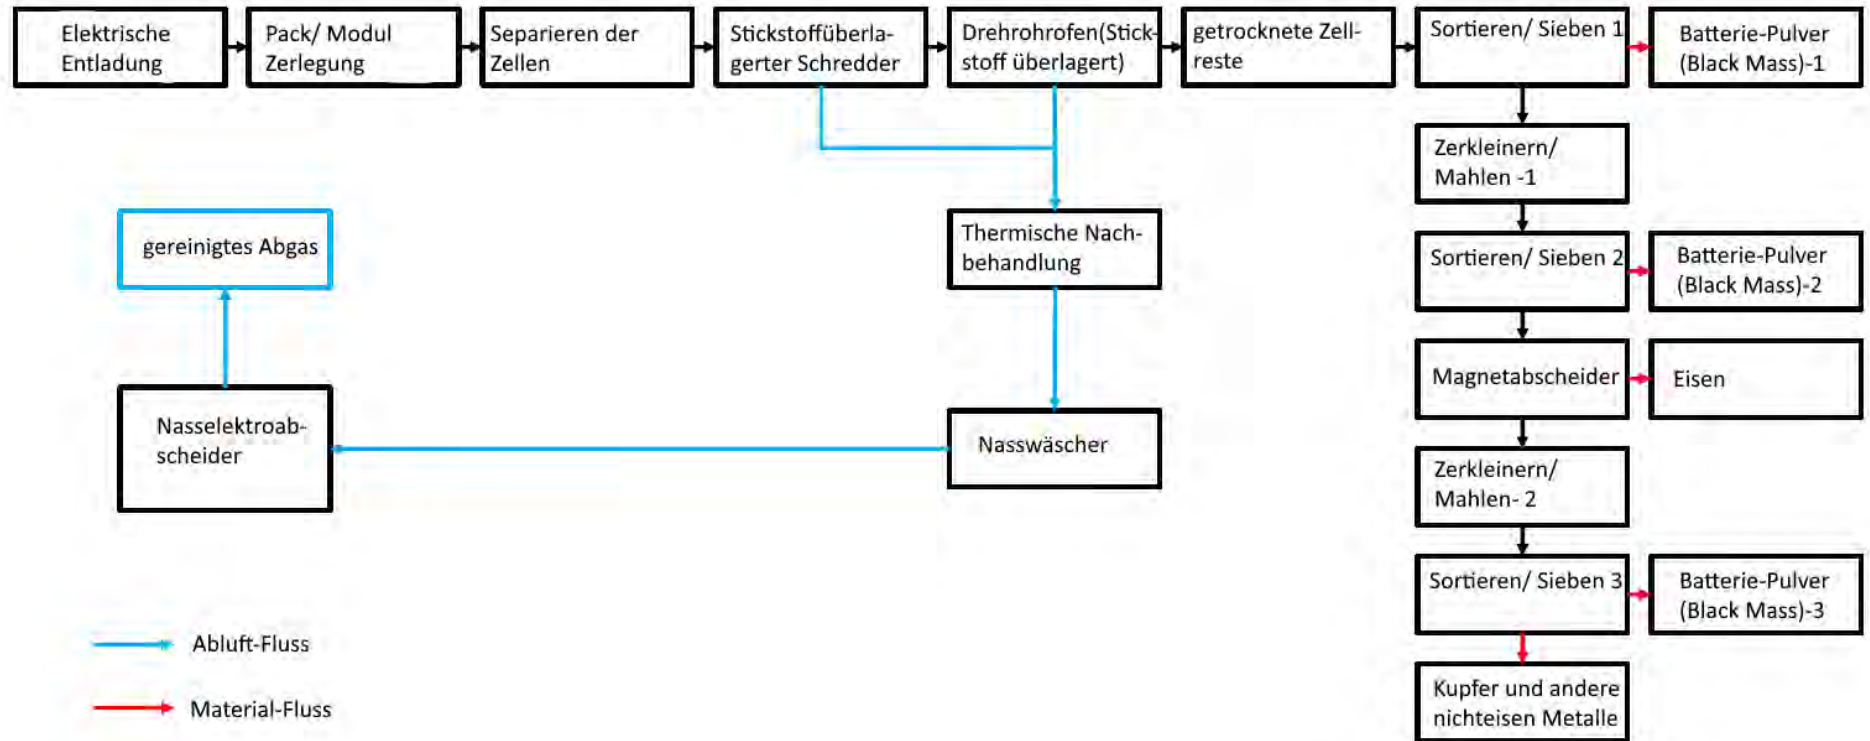 Elektrische
Entladung
Pack/ Modul
Zerlegung
Separieren der
Zellen
Stickstoffüberla-
gerter Schredder
Drehrohrofen(Stick-
stoff überlagert)
getrocknete Zell-
reste
Sortieren/ Sieben 1
Batterie-Pulver
(Black Mass)-1
Zerkleinern/
Mahlen -1
gereinigtes Abgas
Thermische Nach-
behandlung
Sortieren/ Sieben 2
Batterie-Pulver
(Black Mass)-2
Magnetabscheider
Eisen
Nasselektroab-
scheider
Nasswäscher
Zerkleinern/
Mahlen- 2
Sortieren/ Sieben 3
Batterie-Pulver
(Black Mass)-3
Abluft-Fluss
Material-Fluss
Kupfer und andere
nichteisen Metalle